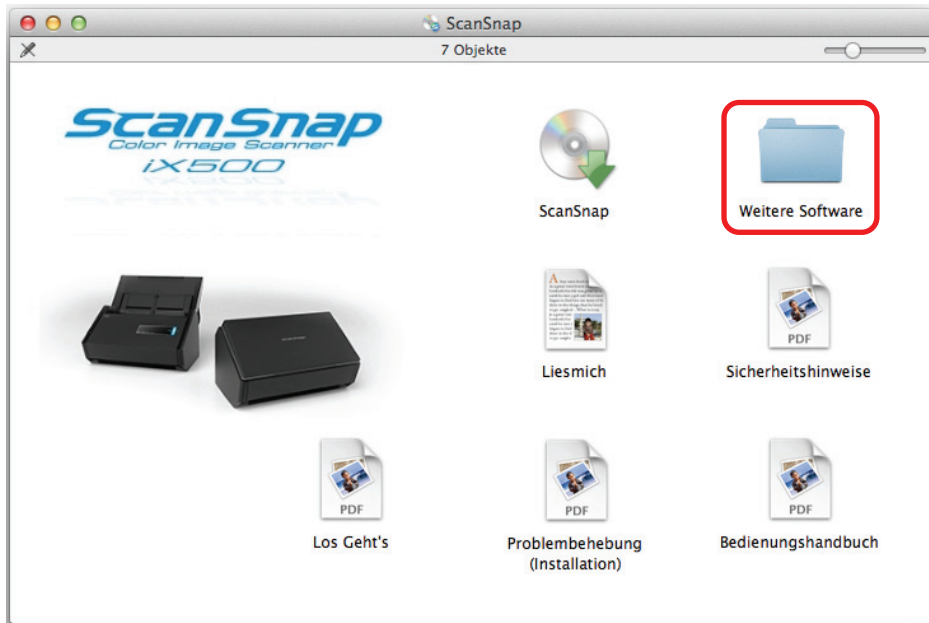 ScanSnap
7 Objekte
ScanSnap
Color Image Scanner
iX500
ScanSnap
Weitere Software
Liesmich
PDF
Sicherheitshinweise
PDF
Los Geht's
PDF
Problembehebung
(Installation)
PDF
Bedienungshandbuch